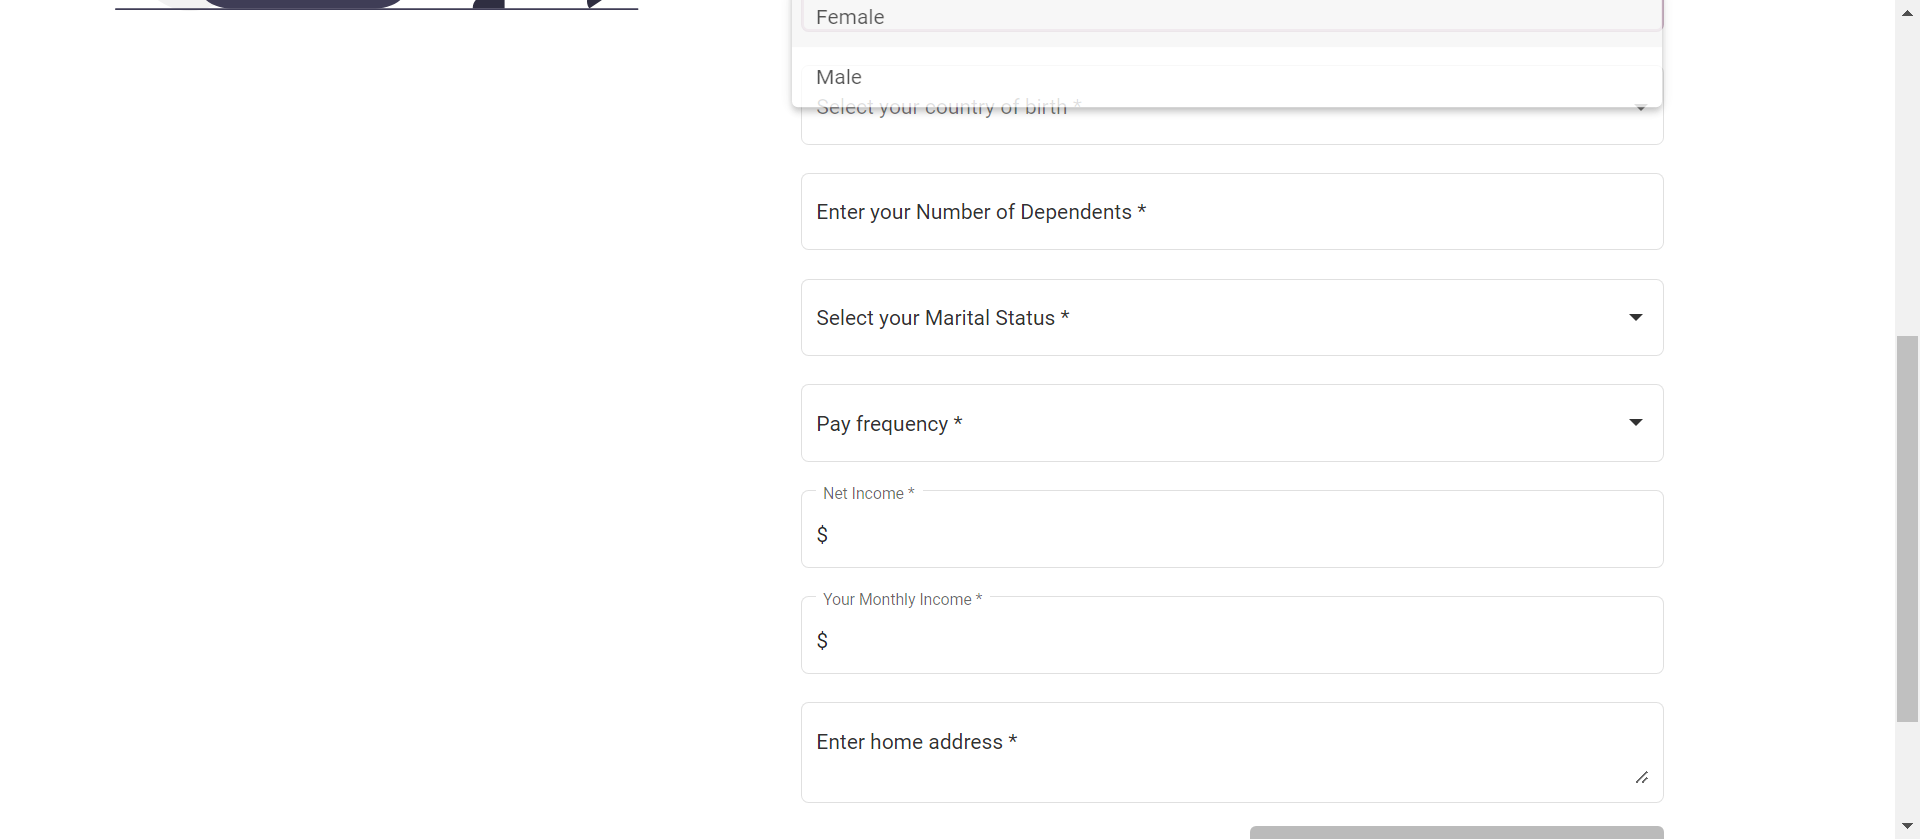 Female
Male
Select your country of birth *
Enter your Number of Dependents *
Select your Marital Status *
Pay frequency *
Net Income *
$
Your Monthly Income *
$
Enter home address *